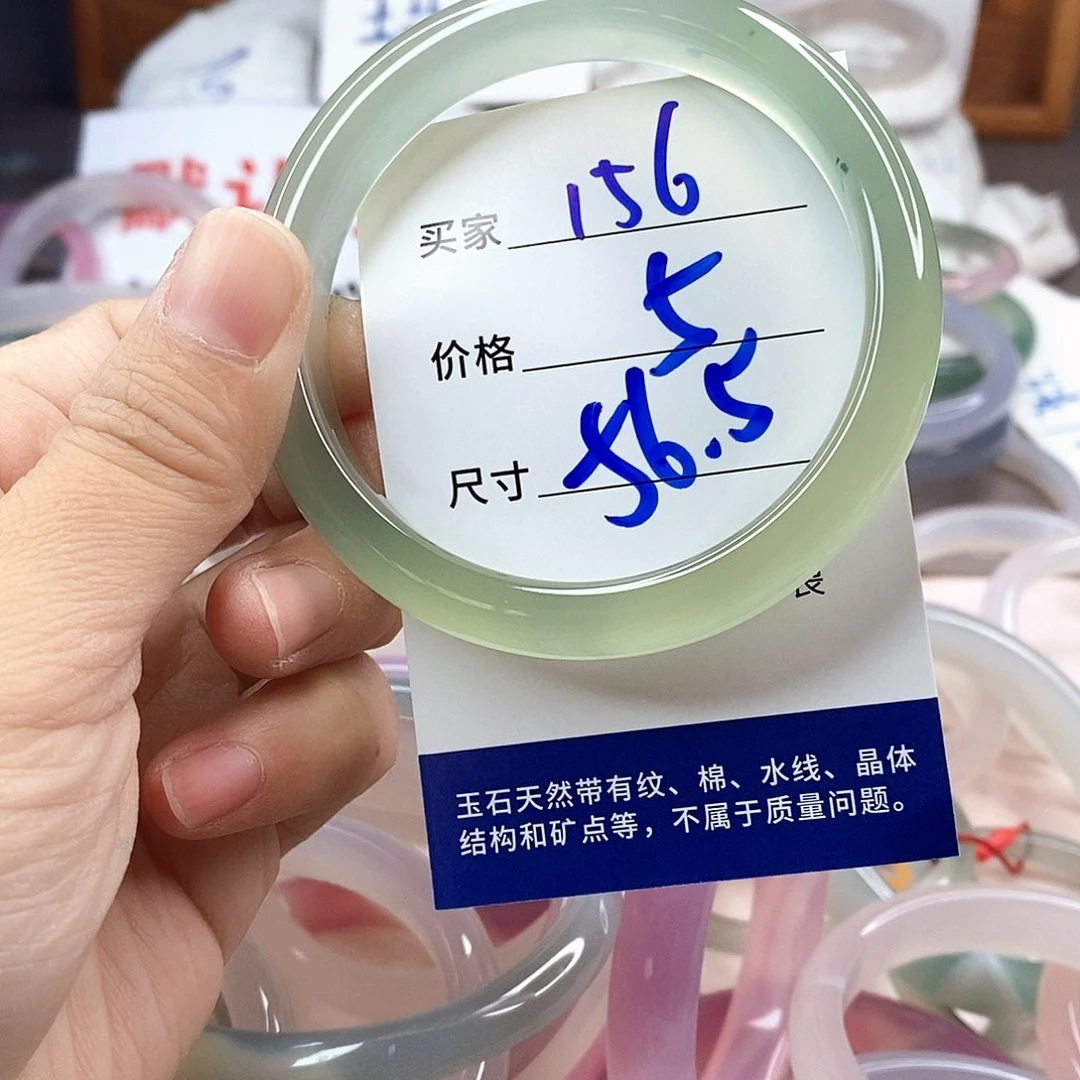 买家 156
价格 5
尺寸 56.5
玉石天然带有纹、棉、水线、晶体
结构和矿点等，不属于质量问题。